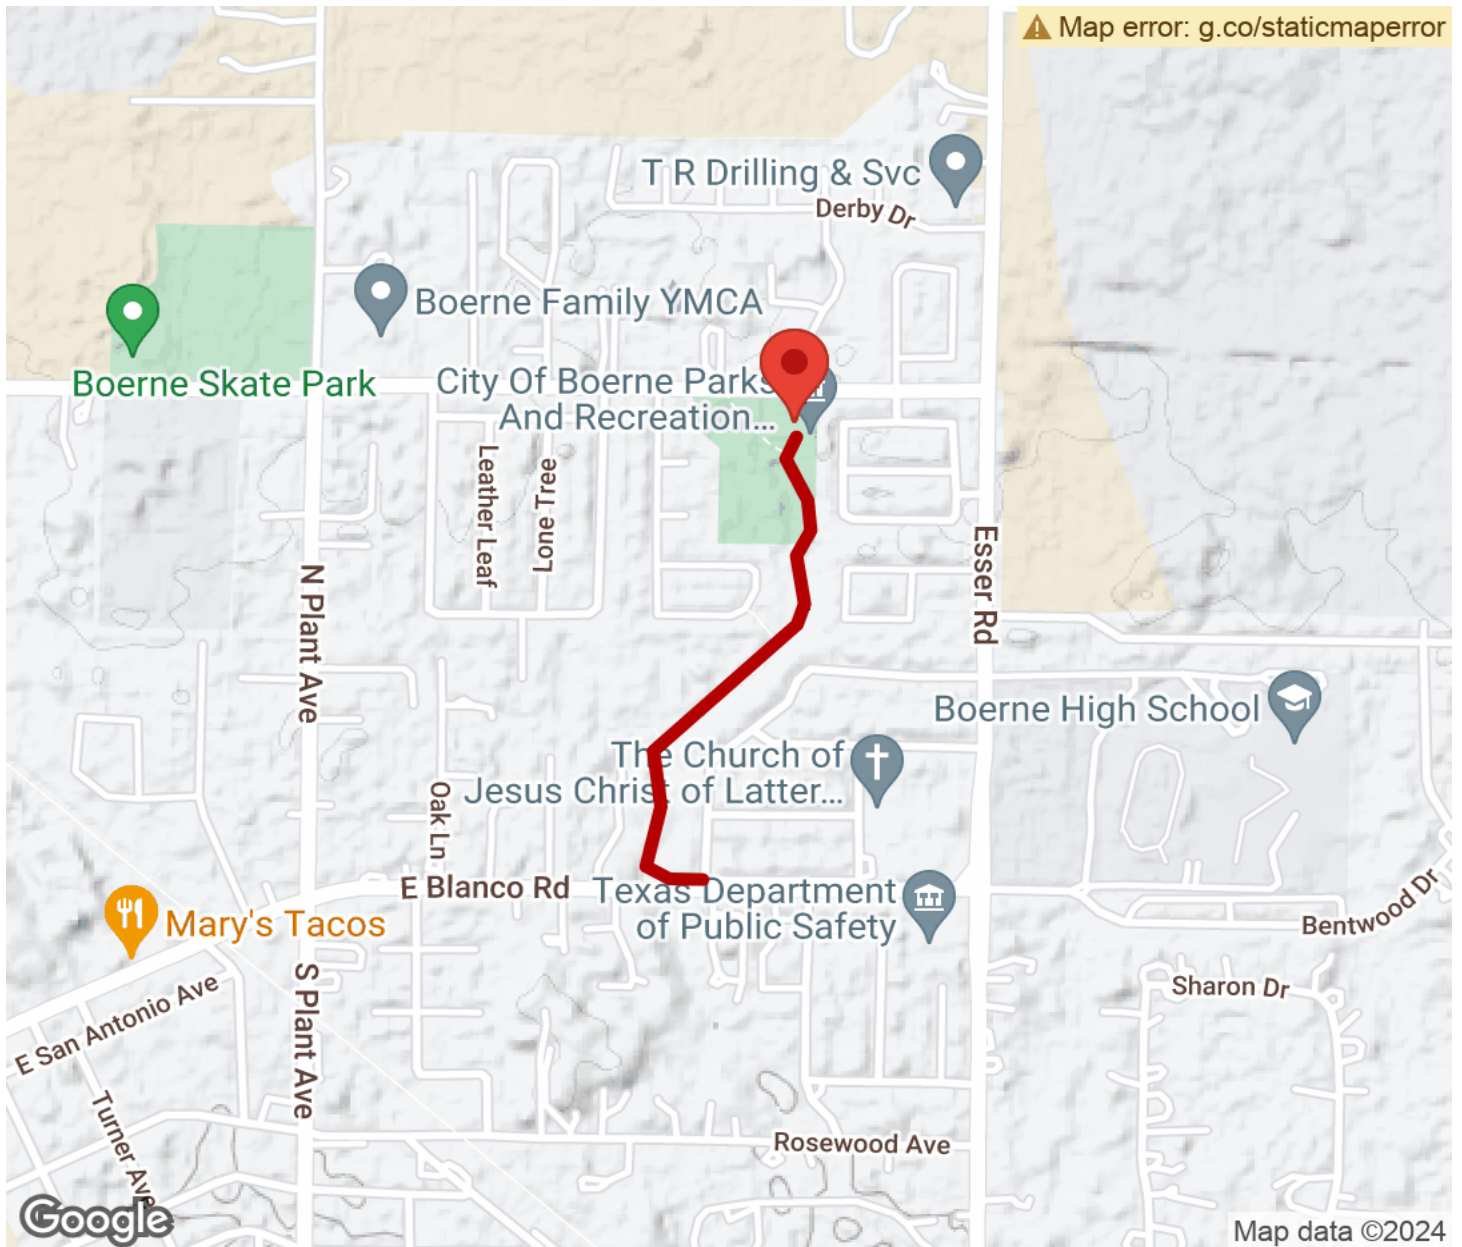 Map error: g.co/staticmaperror
T R Drilling & Svc
Derby Dr
Boerne Family YMCA
Boerne Skate Park
City Of Boerne Parks
And Recreation...
Leather Leaf
Lone Tree
Esser Rd
N Plant Ave
Boerne High School
The Church of
Jesus Christ of Latter...
Oak Ln
E Blanco Rd
Texas Department
of Public Safety
Bentwood Dr
Mary's Tacos
Sharon Dr
E San Antonio Ave
S Plant Ave
Turner Ave
Rosewood Ave
Google
Map data ©2024